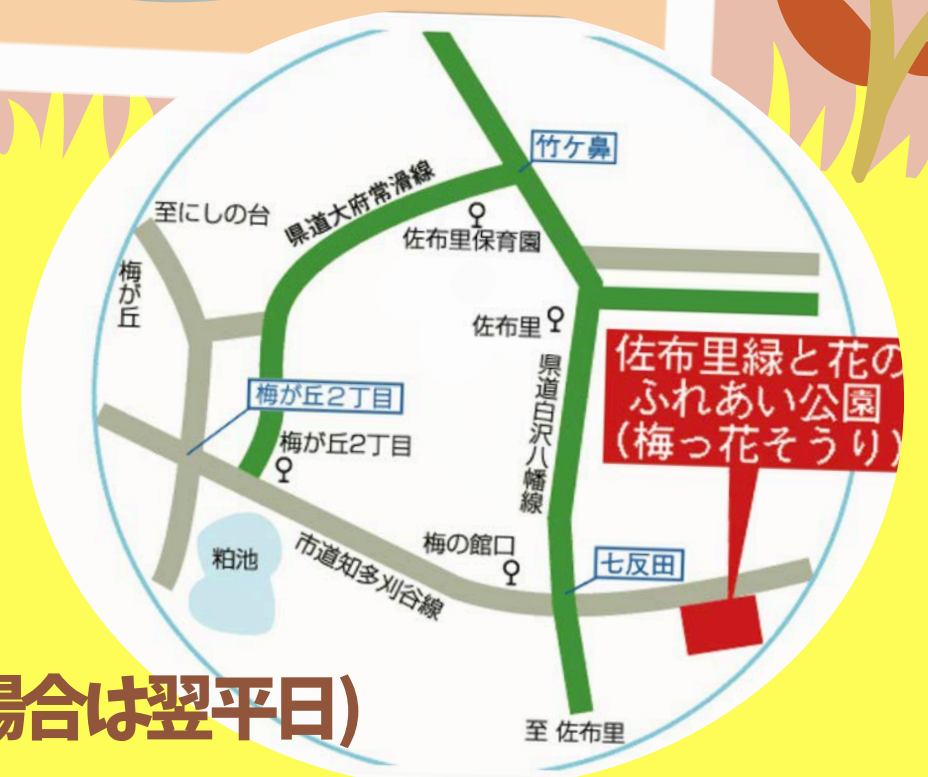 竹ケ鼻
県道大府常滑線
至にしの台
佐布里保育園
梅が丘
佐布里
県道白沢八幡線
佐布里緑と花の
ふれあい公園
(梅っ花そうり)
梅が丘2丁目
梅が丘2丁目
梅の館口
七反田
粕池
市道知多刈谷線
場合は翌平日)
至 佐布里